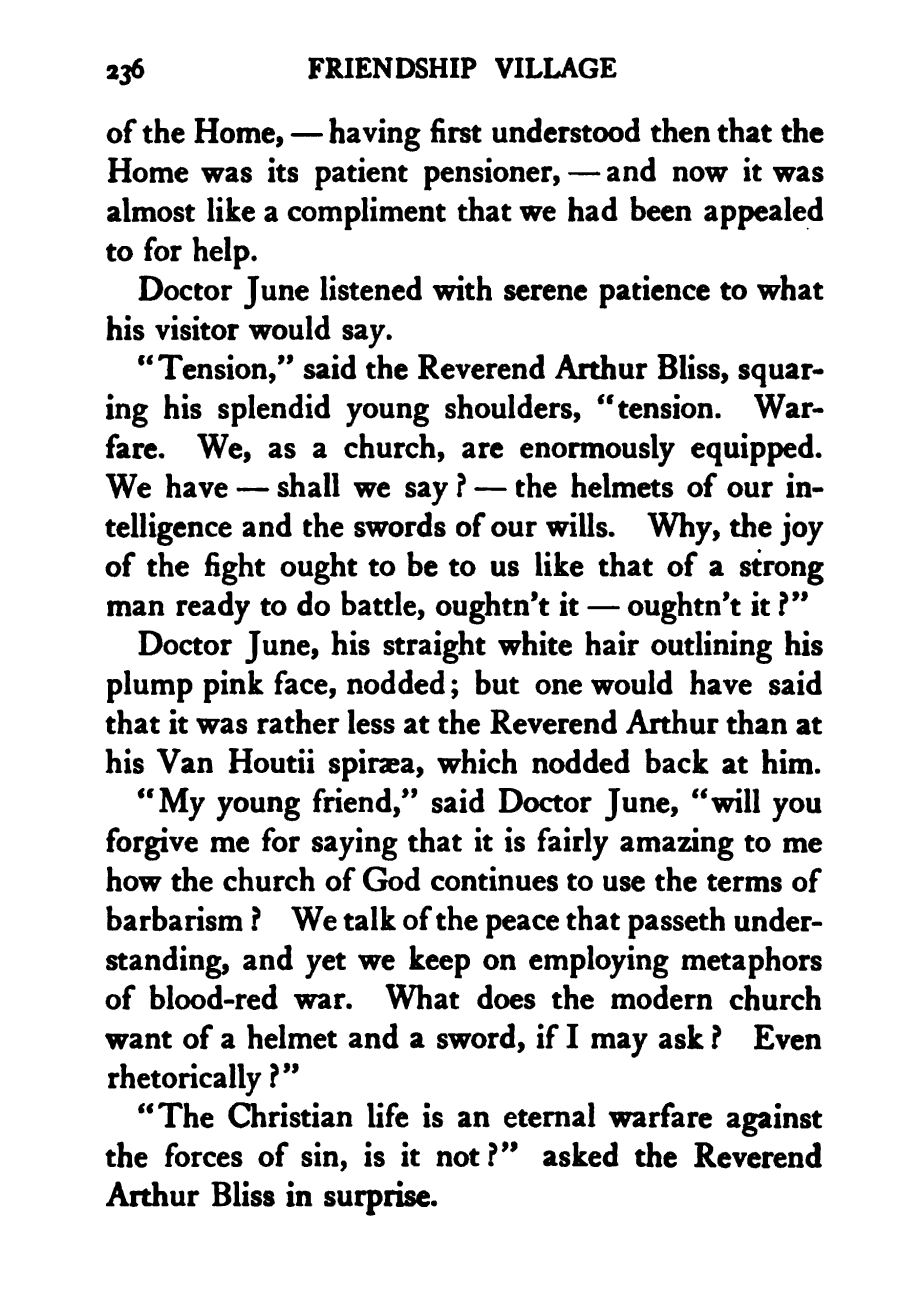 236 FRIENDSHIP VILLAGE
of the Home, — having first understood then that the
Home was its patient pensioner, — and now it was
almost like a compliment that we had been appealed
to for help.
Doctor June listened with serene patience to what
his visitor would say.
“Tension,” said the Reverend Arthur Bliss, squar-
ing his splendid young shoulders, “tension. War-
fare. We, as a church, are enormously equipped.
We have — shall we say? — the helmets of our in-
telligence and the swords of our wills. Why, the joy
of the fight ought to be to us like that of a strong
man ready to do battle, oughtn’t it — oughtn’t it?”
Doctor June, his straight white hair outlining his
plump pink face, nodded; but one would have said
that it was rather less at the Reverend Arthur than at
his Van Houtii spiræa, which nodded back at him.
“My young friend,” said Doctor June, “will you
forgive me for saying that it is fairly amazing to me
how the church of God continues to use the terms of
barbarism? We talk of the peace that passeth under-
standing, and yet we keep on employing metaphors
of blood-red war. What does the modern church
want of a helmet and a sword, if I may ask? Even
rhetorically?”
“The Christian life is an eternal warfare against
the forces of sin, is it not?” asked the Reverend
Arthur Bliss in surprise.